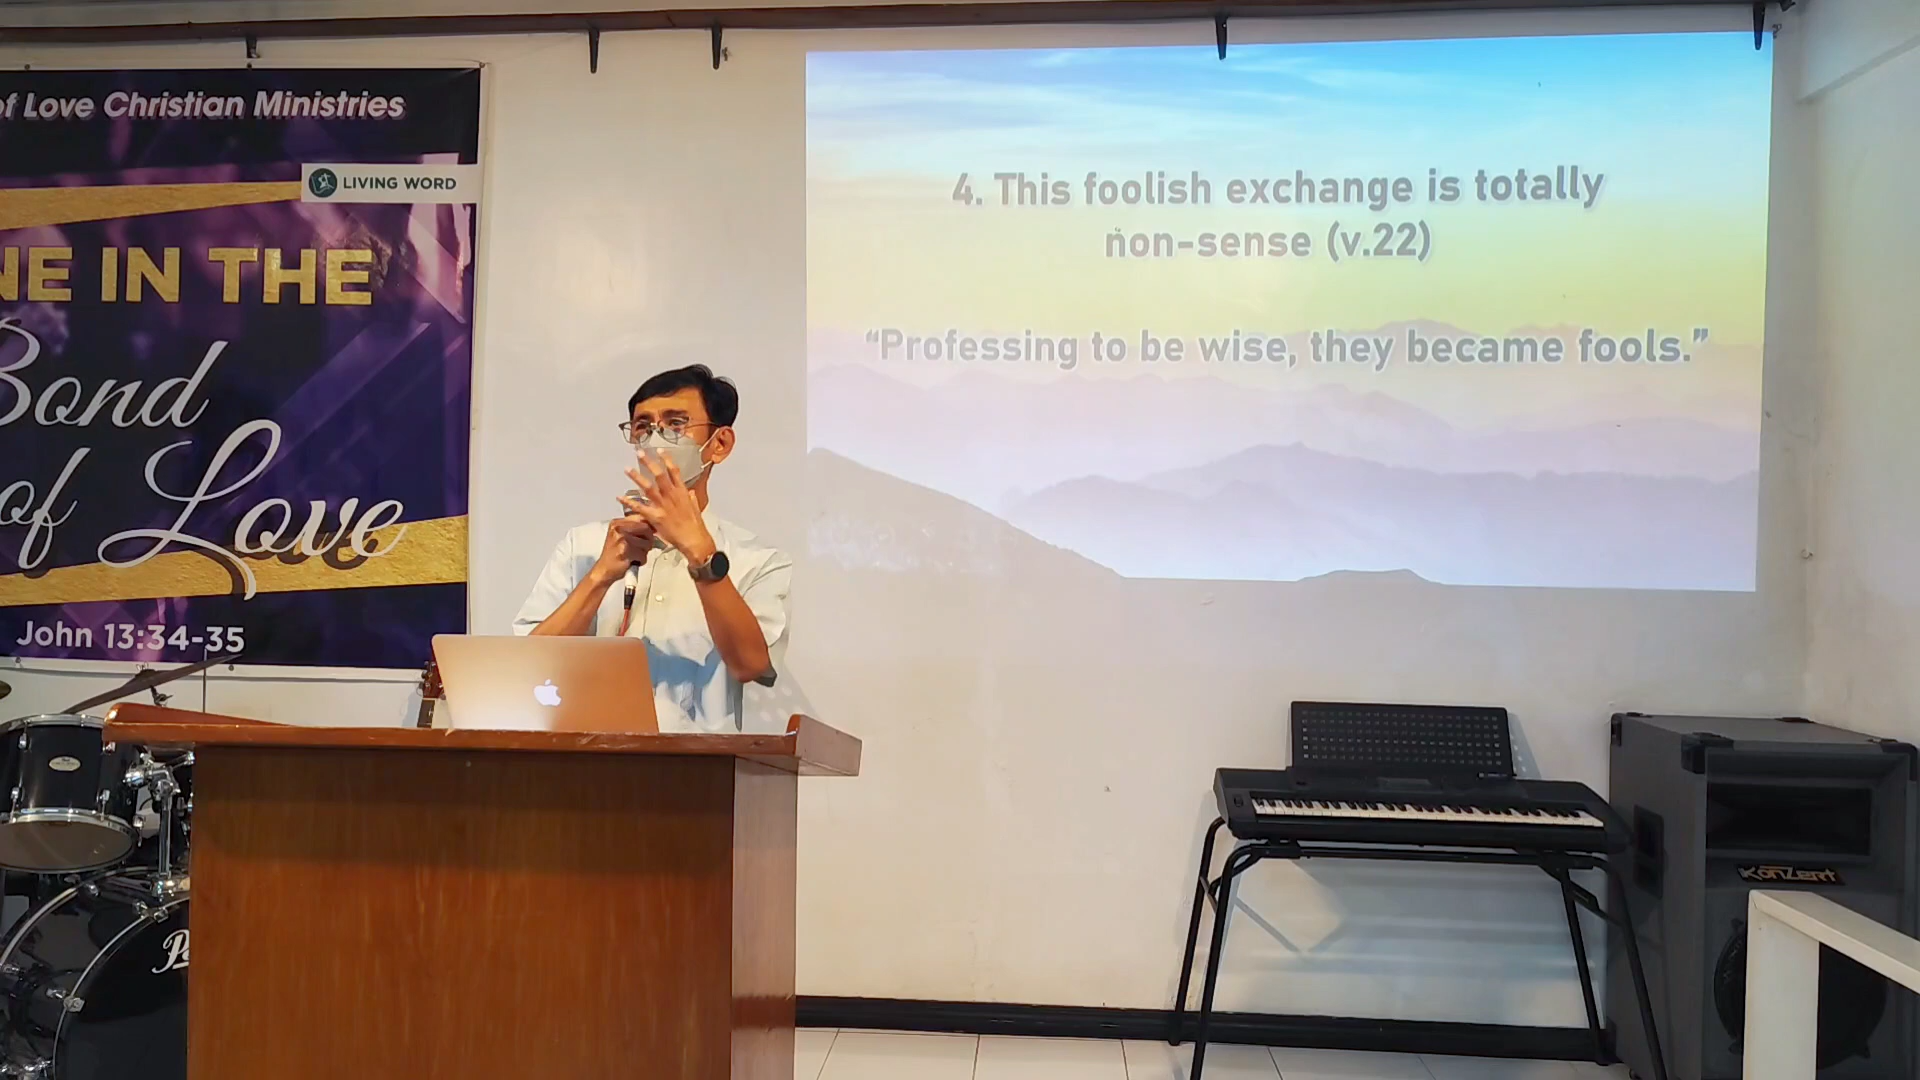 of Love Christian Ministries
LIVING WORD
NE IN THE
Bond
of Love
John 13:34-35
4. This foolish exchange is totally
non-sense (v.22)
“Professing to be wise, they became fools.”
KONZERT